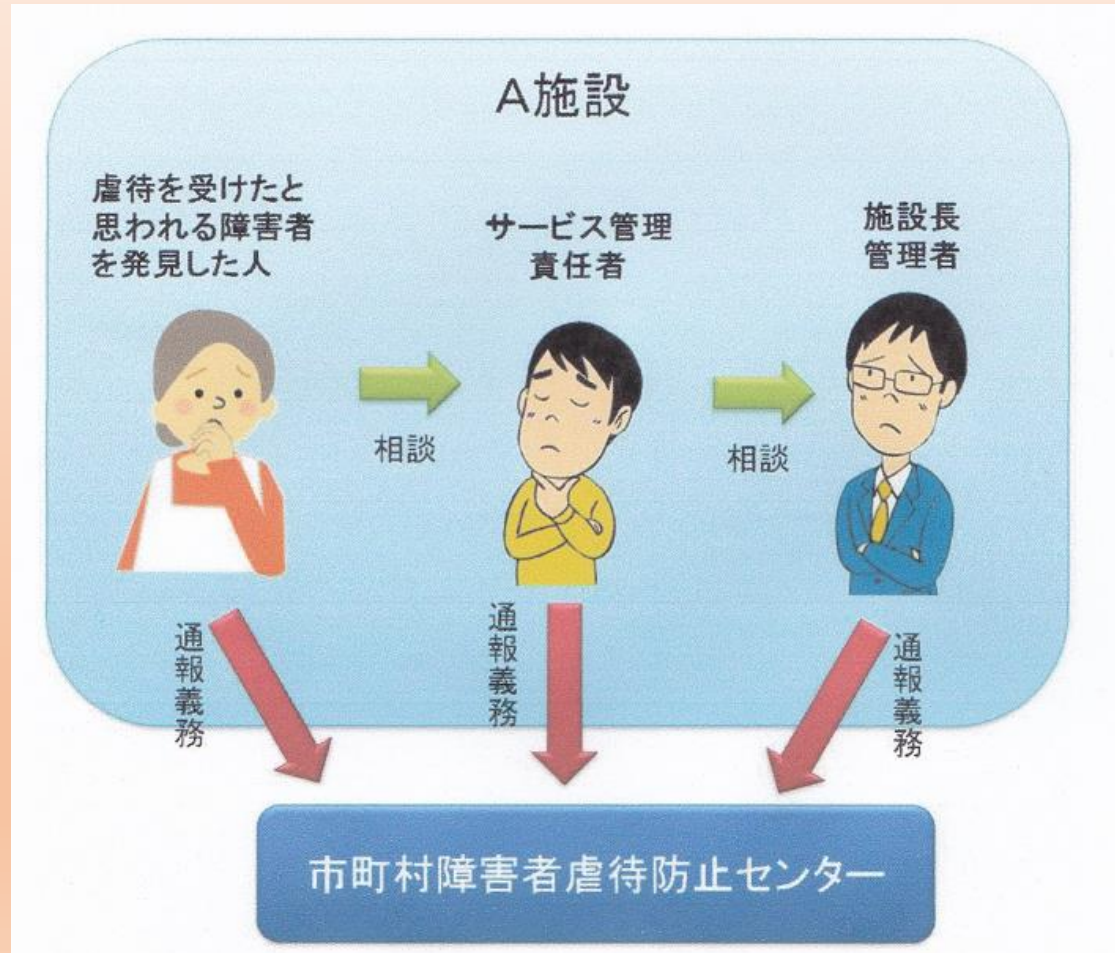 A施設
虐待を受けたと
思われる障害者
を発見した人
サービス管理
責任者
施設長
管理者
相談
相談
通報義務
通報義務
通報義務
市町村障害者虐待防止センター